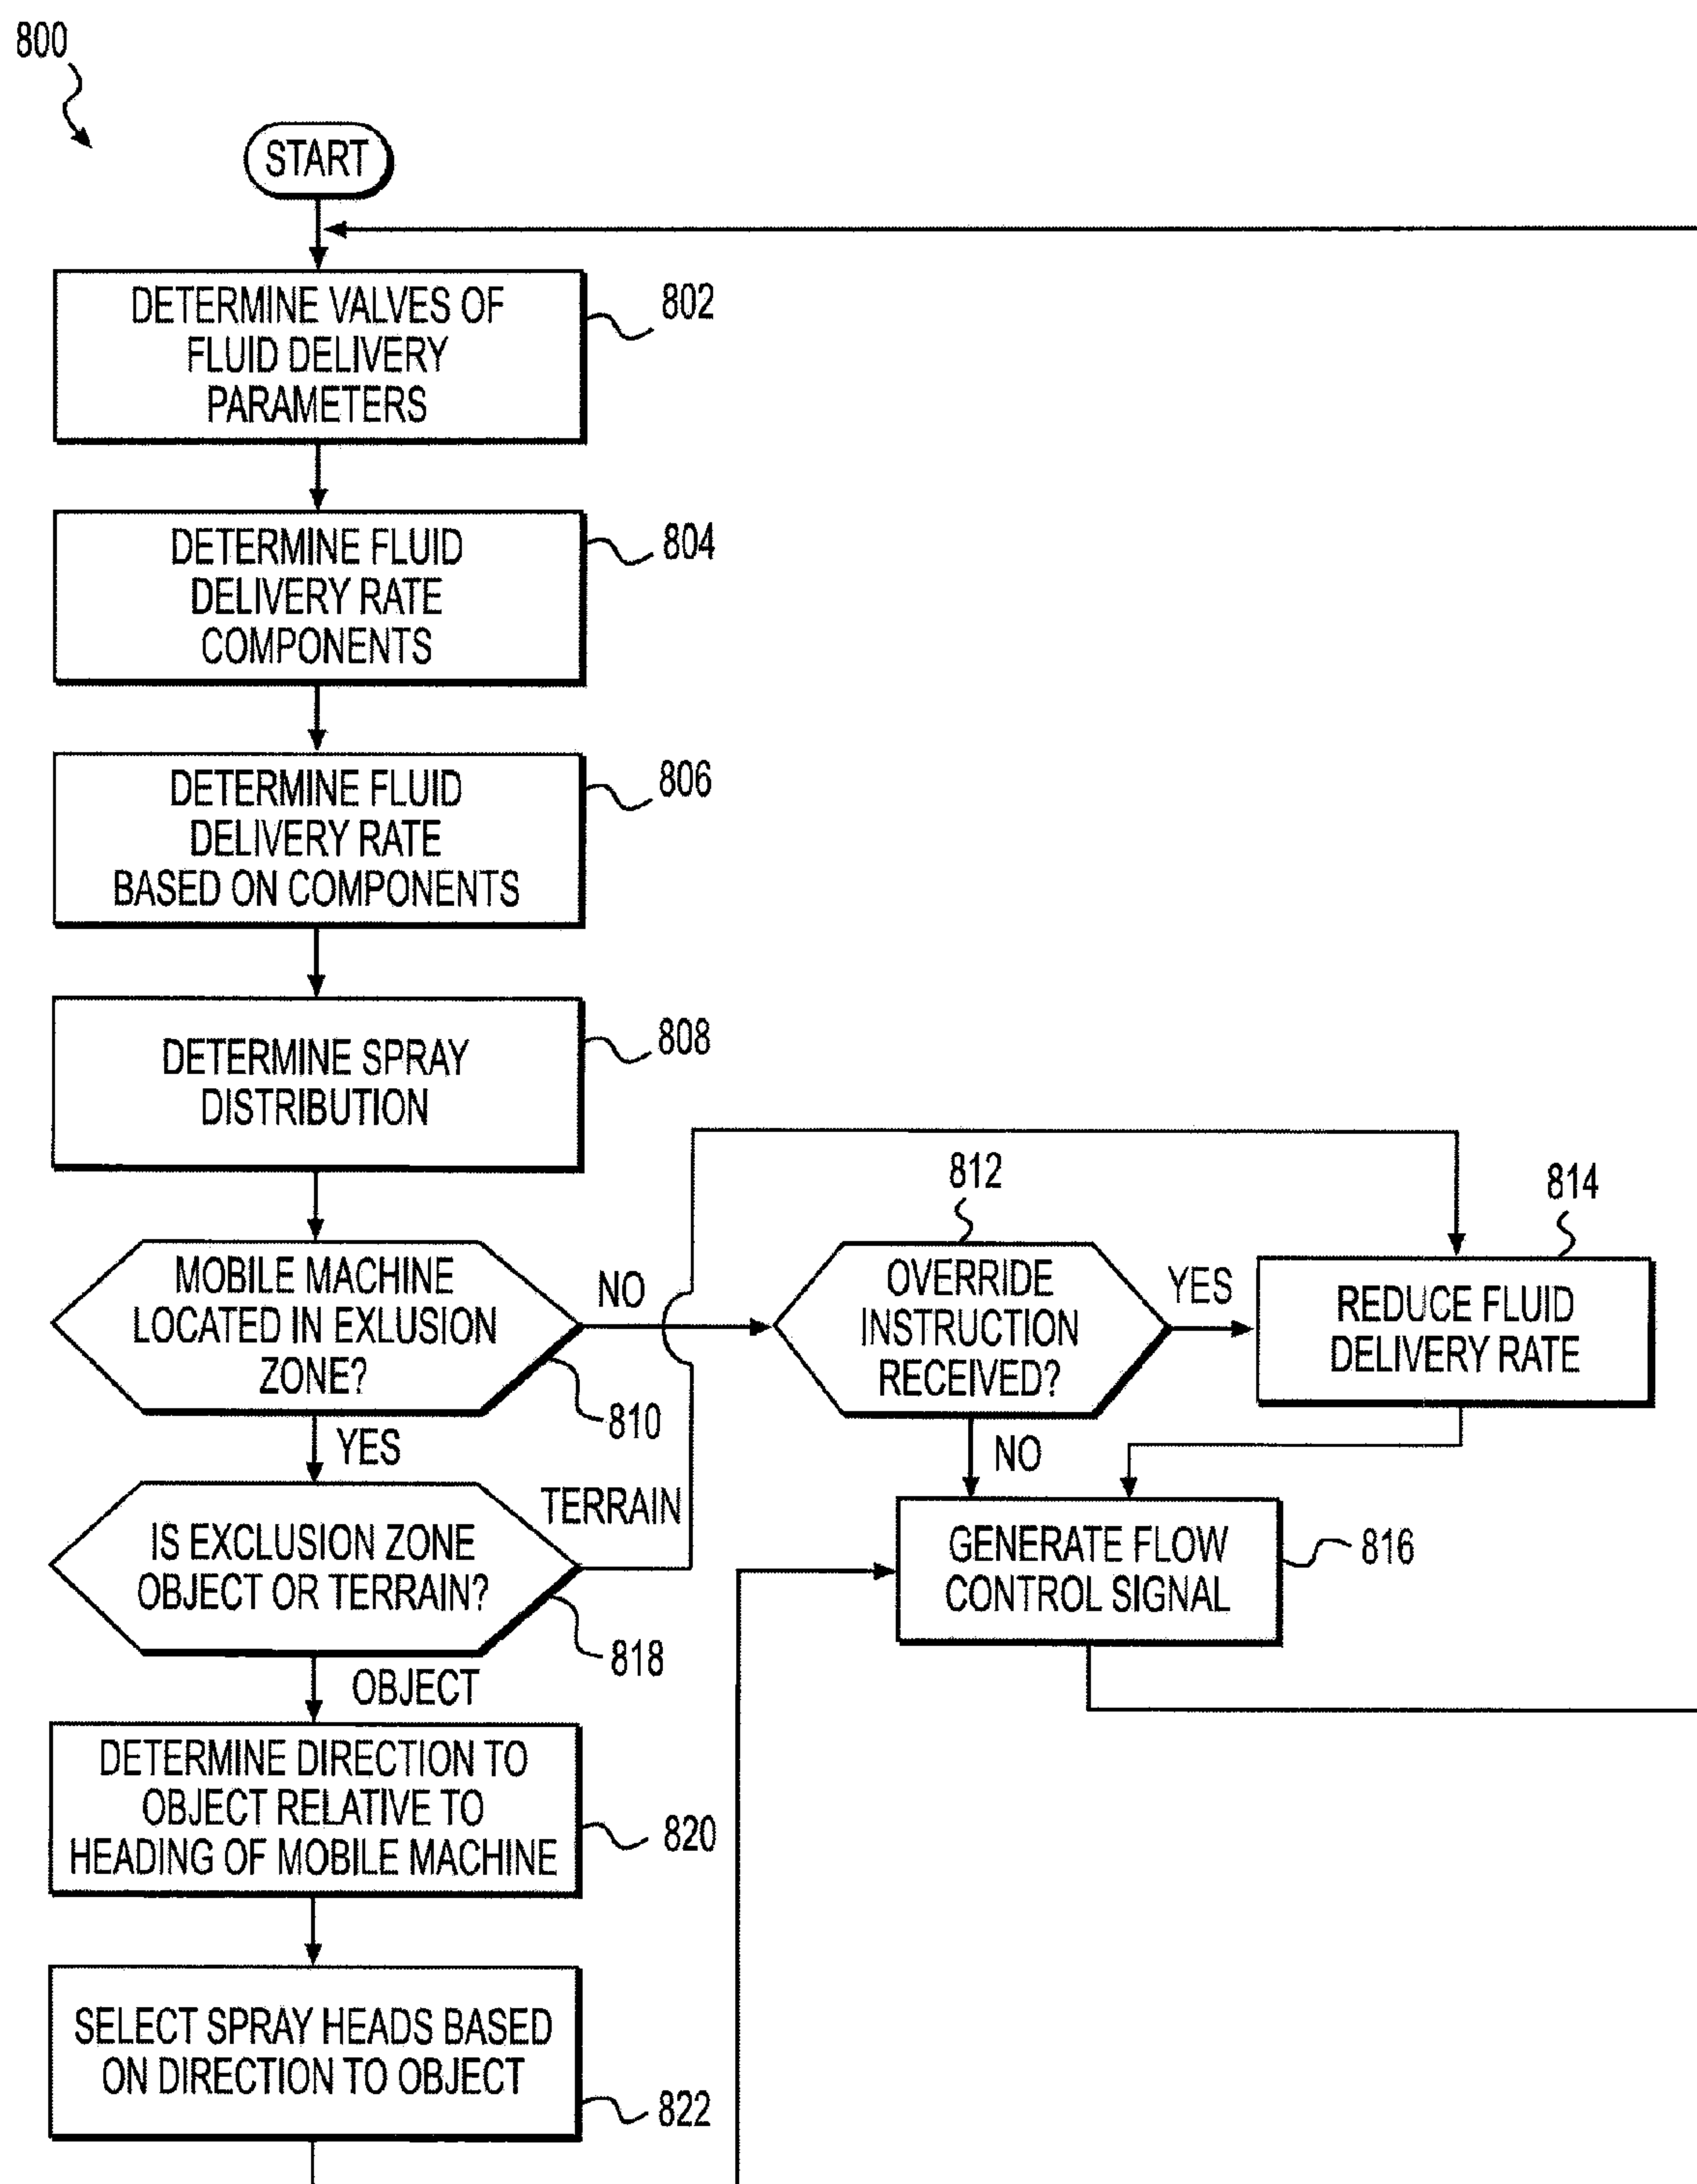 800
START
DETERMINE VALVES OF
FLUID DELIVERY
PARAMETERS
802
DETERMINE FLUID
DELIVERY RATE
COMPONENTS
804
DETERMINE FLUID
DELIVERY RATE
BASED ON COMPONENTS
806
DETERMINE SPRAY
DISTRIBUTION
808
MOBILE MACHINE
LOCATED IN EXLUSION
ZONE?
810
NO
YES
812
OVERRIDE
INSTRUCTION
RECEIVED?
YES
NO
814
REDUCE FLUID
DELIVERY RATE
GENERATE FLOW
CONTROL SIGNAL
816
IS EXCLUSION ZONE
OBJECT OR TERRAIN?
818
TERRAIN
OBJECT
DETERMINE DIRECTION TO
OBJECT RELATIVE TO
HEADING OF MOBILE MACHINE
820
SELECT SPRAY HEADS BASED
ON DIRECTION TO OBJECT
822